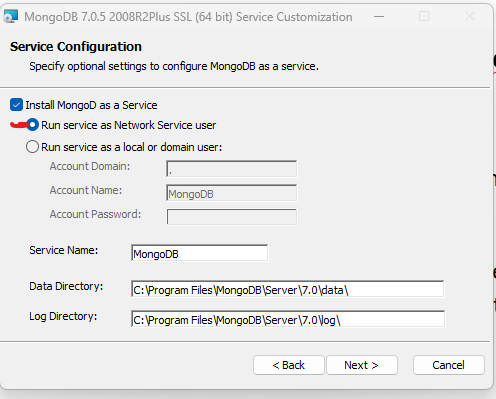 MongoDB 7.0.5 2008R2Plus SSL (64 bit) Service Customization
Service Configuration
Specify optional settings to configure MongoDB as a service.
Install MongoD as a Service
Run service as Network Service user
Run service as a local or domain user:
Account Domain: .
Account Name: MongoDB
Account Password:
Service Name: MongoDB
Data Directory: C:\Program Files\MongoDB\Server\7.0\data\
Log Directory: C:\Program Files\MongoDB\Server\7.0\log\
< Back Next > Cancel